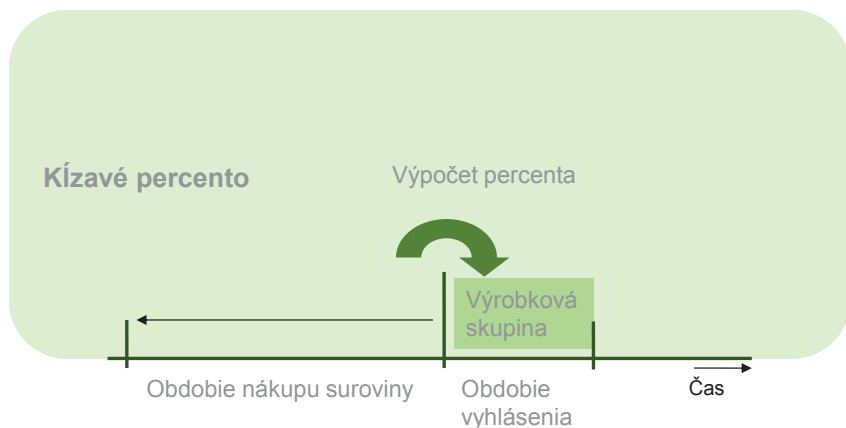 Kĺzavé percento
Výpočet percenta
Výrobková
skupina
Obdobie nákupu suroviny
Obdobie
vyhlásenia
Čas